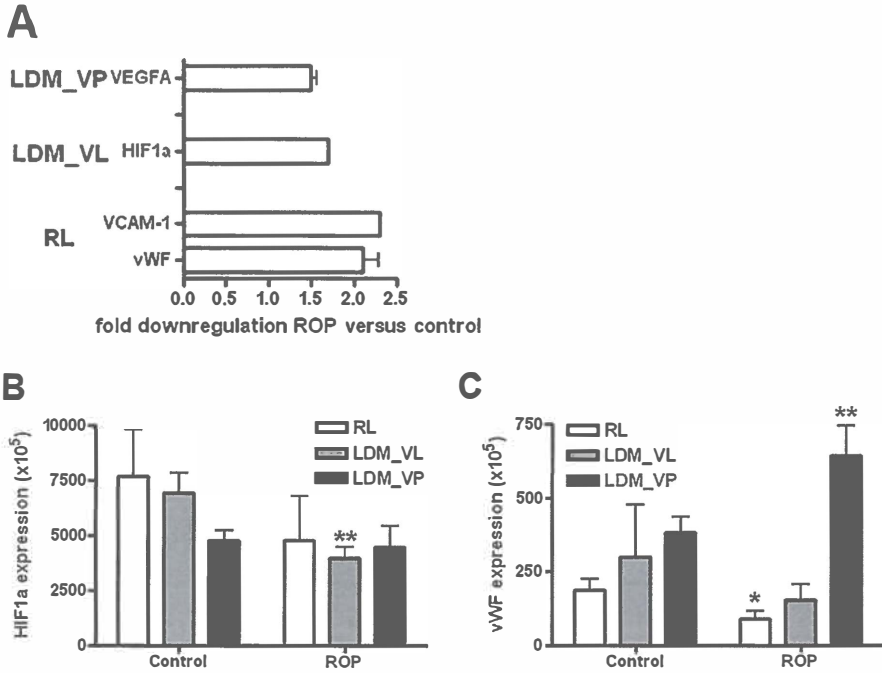 A
LDM_VP VEGFA
LDM_VL HIF1a
VCAM-1
RL
vWF
0.0 0.5 1.0 1.5 2.0 2.5
fold downregulation ROP versus control
B
HIF1a expression (x10⁵)
10000
7500
5000
2500
0
RL
LDM_VL
LDM_VP
**
Control ROP
C
vWF expression (x10⁵)
750
500
250
0
RL
LDM_VL
LDM_VP
*
**
Control ROP